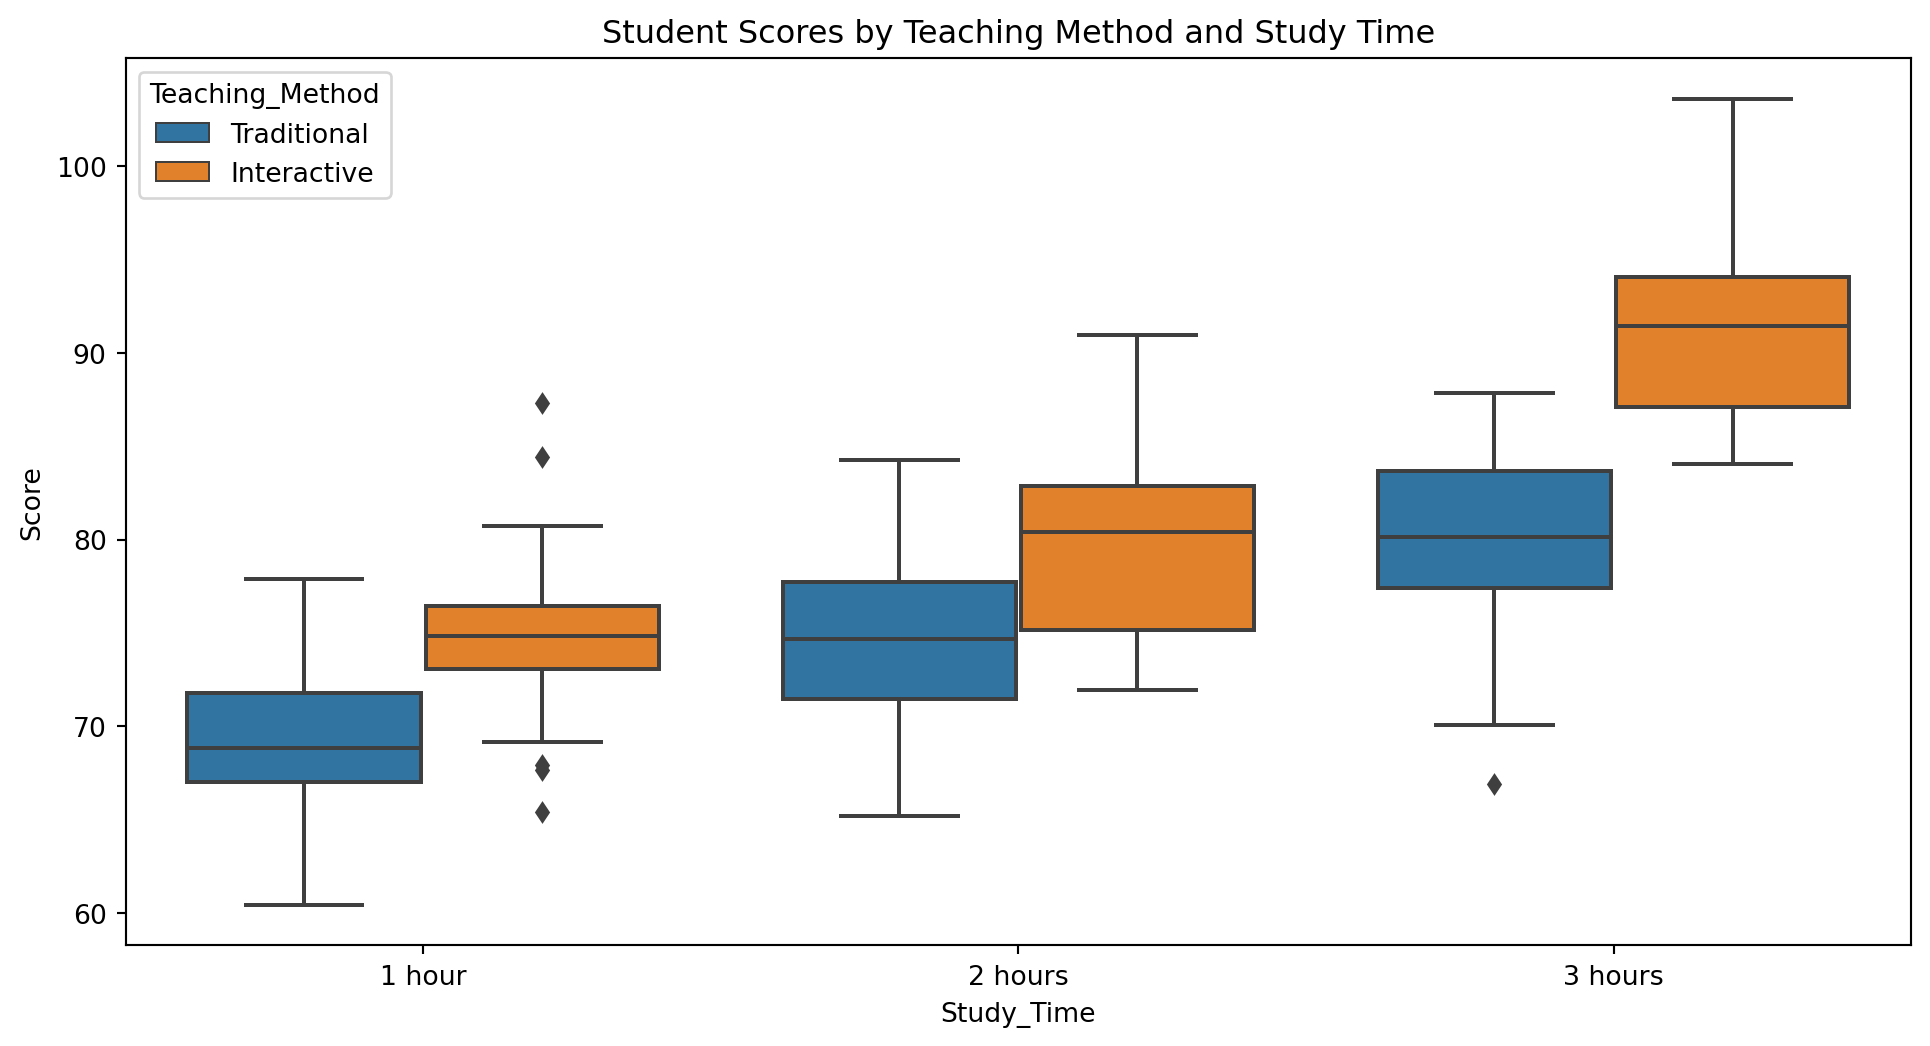 Student Scores by Teaching Method and Study Time
Teaching_Method
Traditional
Interactive
Score
100
90
80
70
60
1 hour
2 hours
3 hours
Study_Time